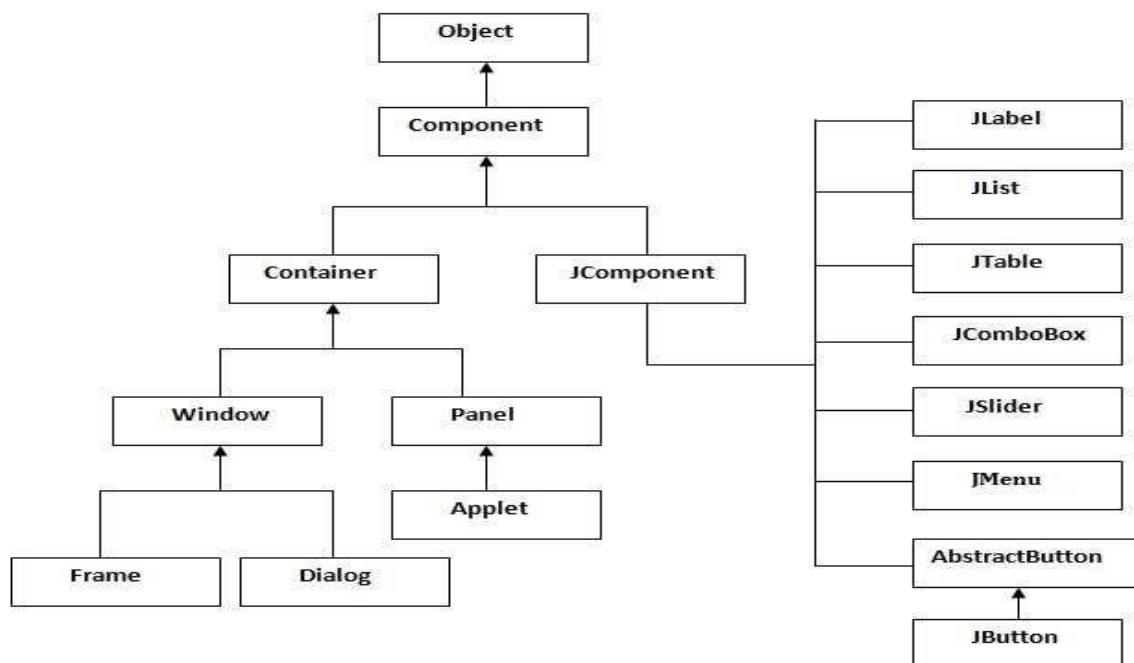 Object
Component
Container
JComponent
Window
Panel
Applet
Frame
Dialog
JLabel
JList
JTable
JComboBox
JSlider
JMenu
AbstractButton
JButton